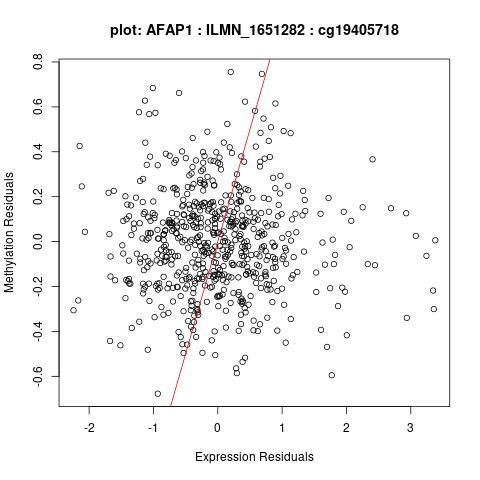 plot: AFAP1 : ILMN_1651282 : cg19405718
0.8
0.6
0.4
0.2
0.0
-0.2
-0.4
-0.6
Methylation Residuals
-2 -1 0 1 2 3
Expression Residuals